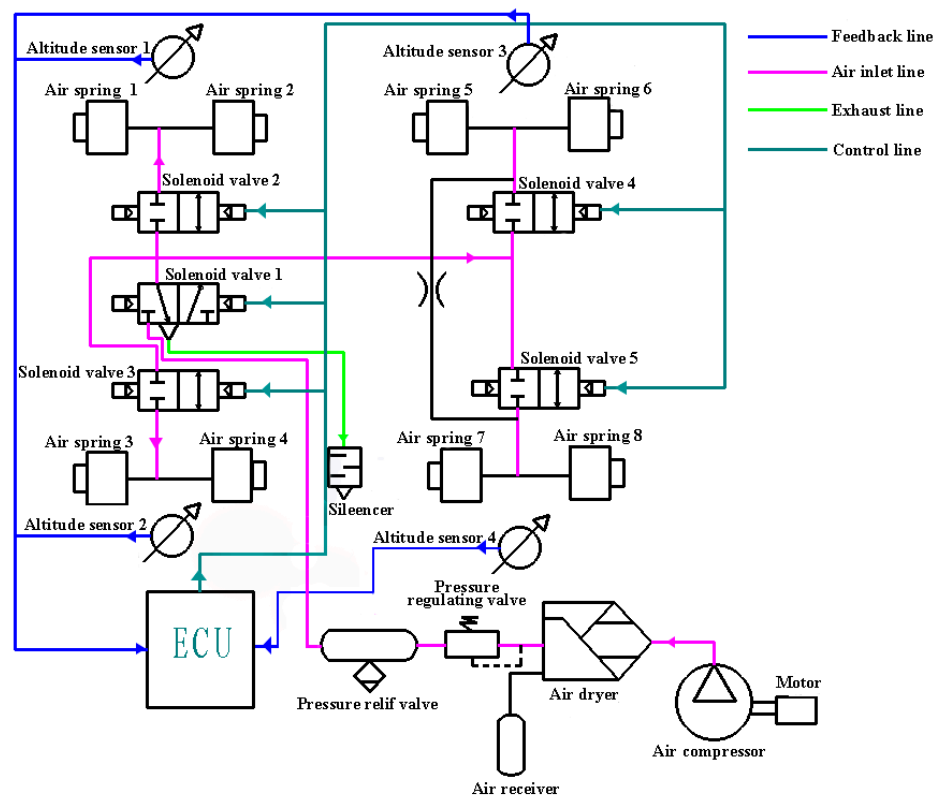 Altitude sensor 1
Altitude sensor 3
Feedback line
Air inlet line
Exhaust line
Control line
Air spring 1
Air spring 2
Air spring 5
Air spring 6
Solenoid valve 2
Solenoid valve 4
Solenoid valve 1
Solenoid valve 3
Solenoid valve 5
Air spring 3
Air spring 4
Air spring 7
Air spring 8
Sileencer
Altitude sensor 2
Altitude sensor 4
ECU
Pressure
regulating valve
Pressure relif valve
Air dryer
Motor
Air compressor
Air receiver